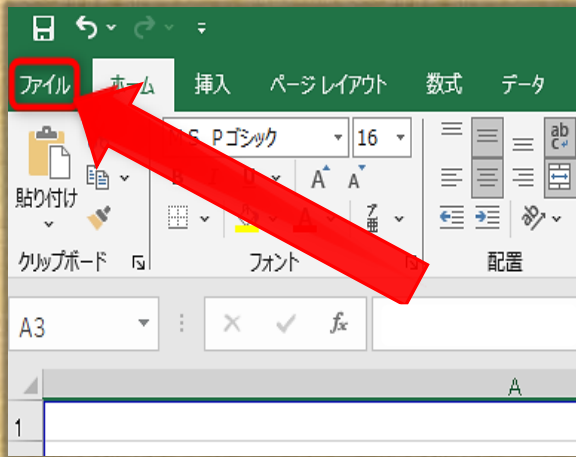 ファイル ホーム 挿入 ページ レイアウト 数式 データ
S Pゴシック 16 ab
貼り付け B U A A
A
クリップボード フォント 配置
A3 fx
A
1